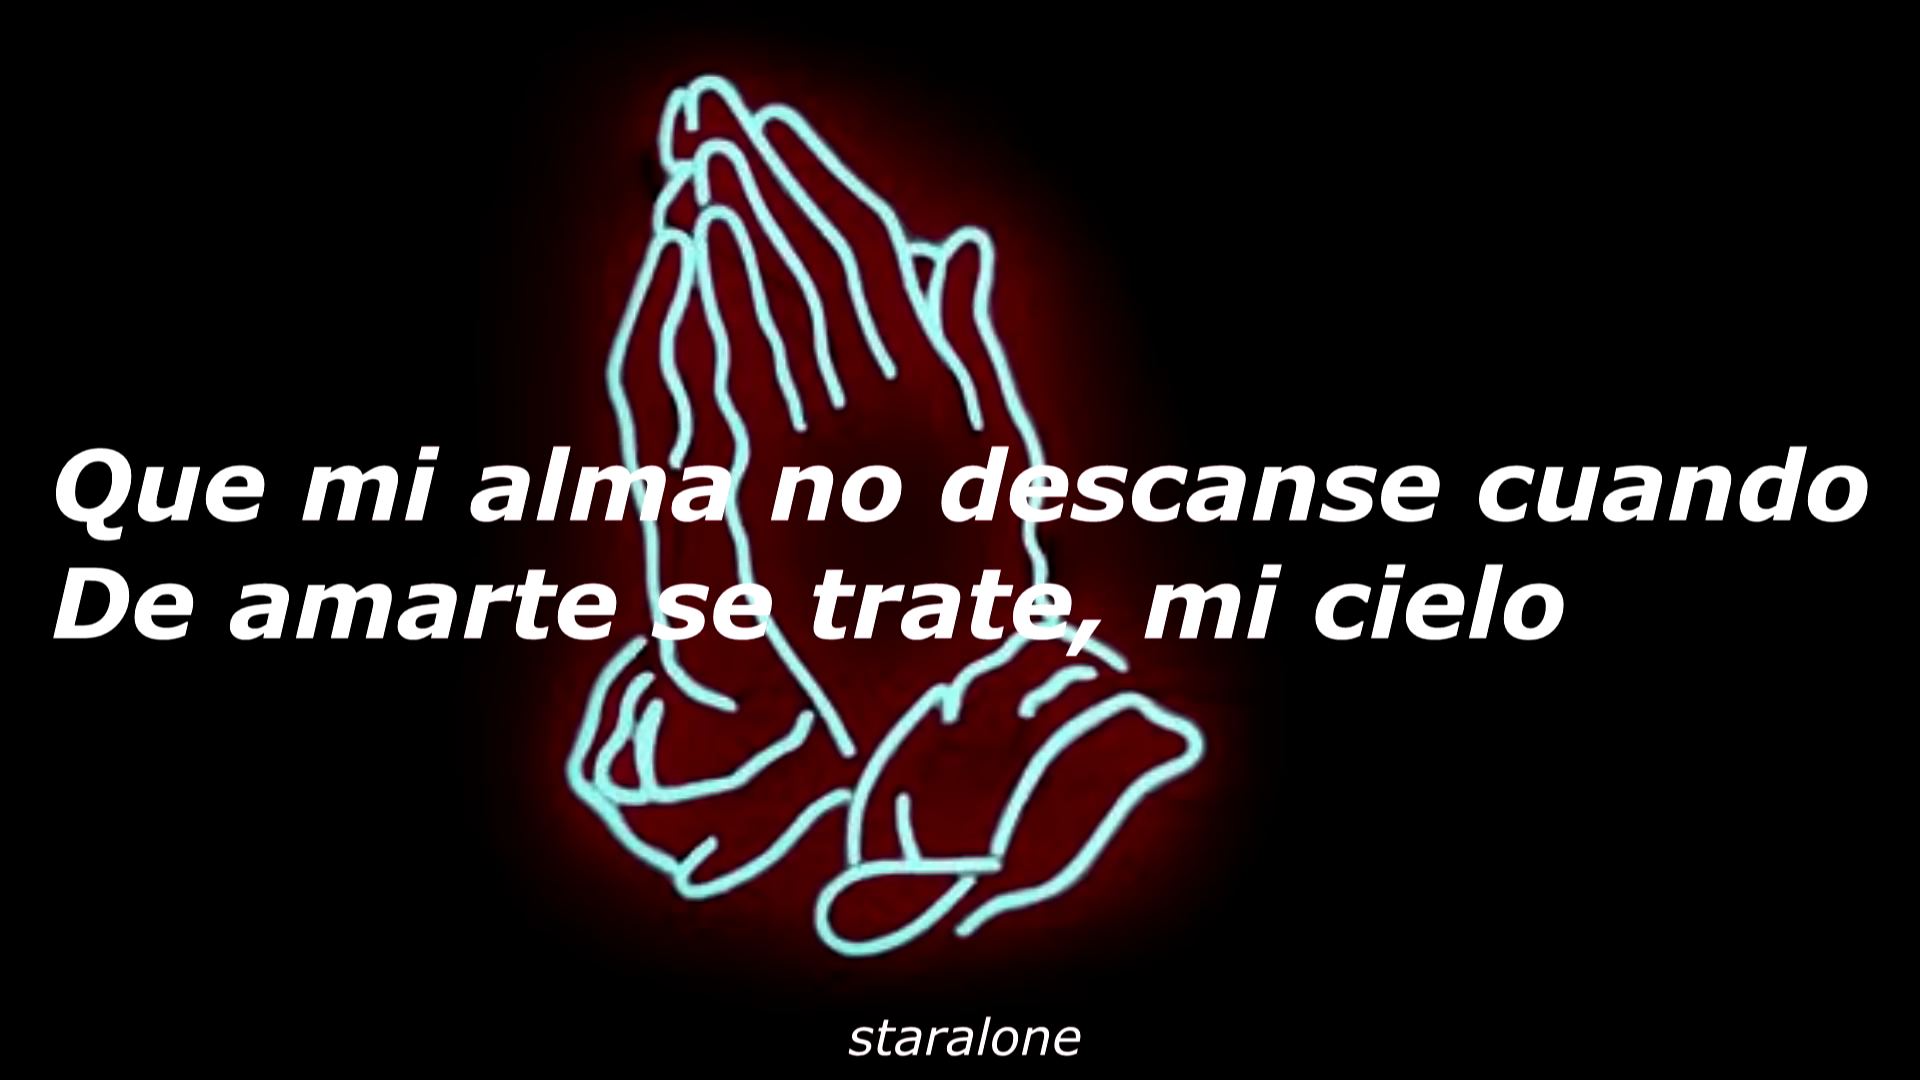 Que mi alma no descanse cuando
De amarte se trate, mi cielo
staralone